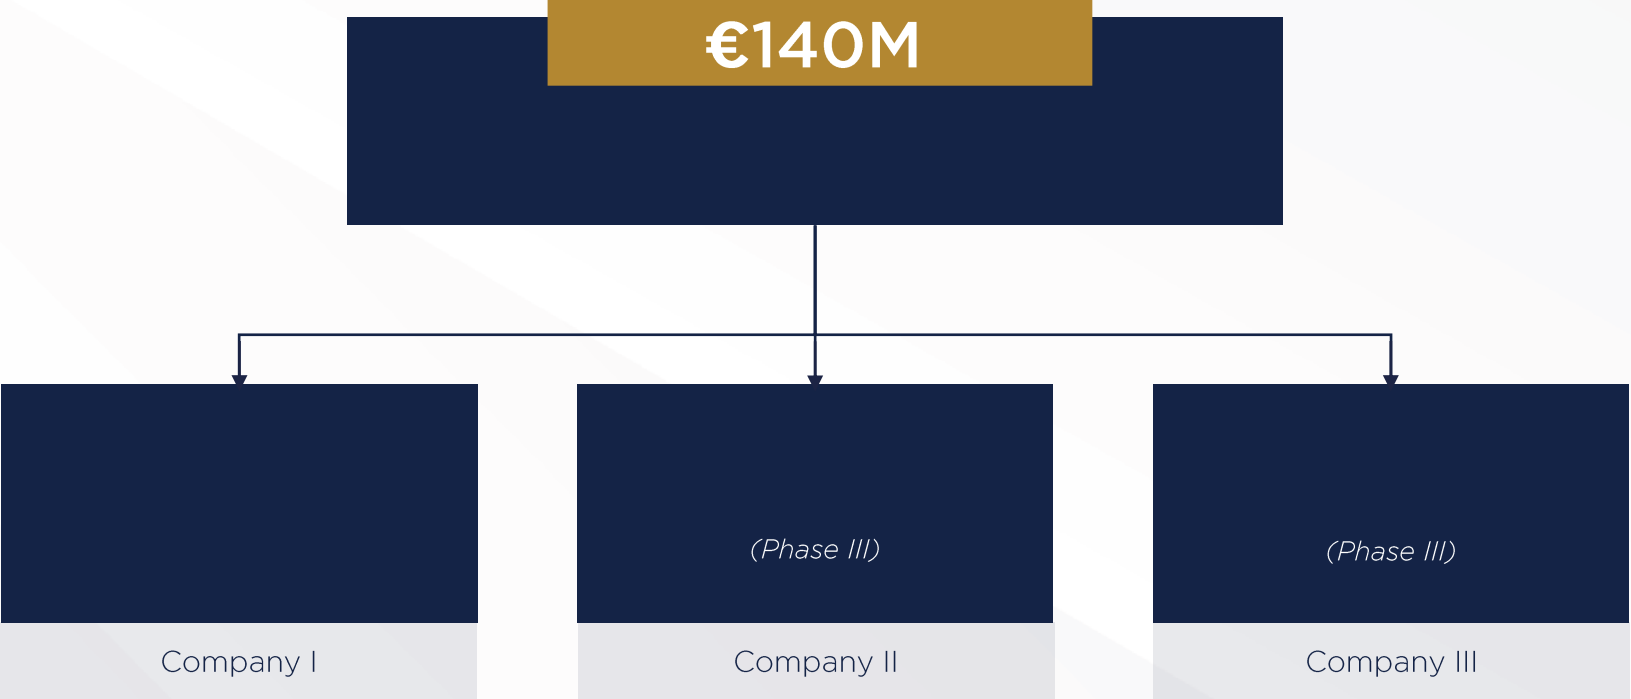 €140M
(Phase III)
(Phase III)
Company I
Company II
Company III